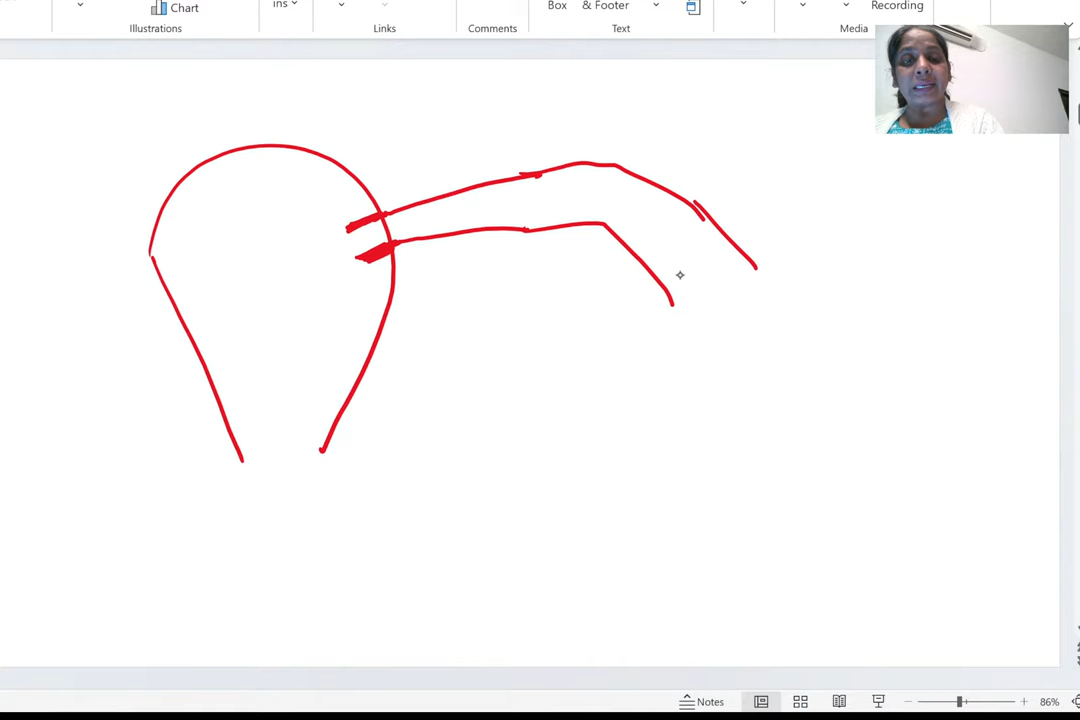 Chart
ins
Box
& Footer
Recording
Illustrations
Links
Comments
Text
Media
Notes
86%